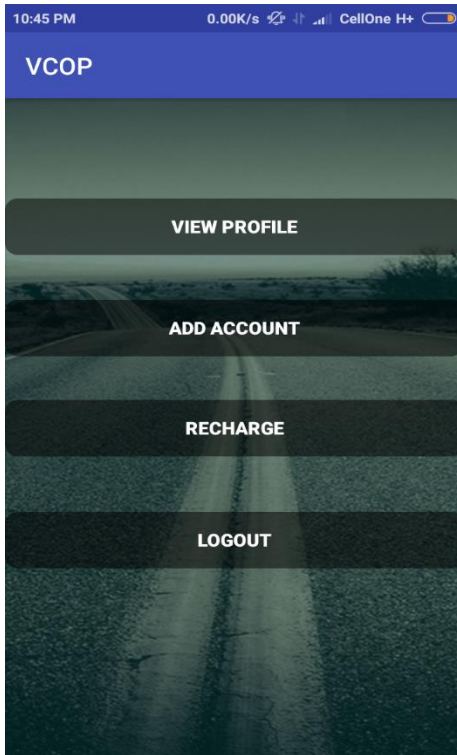 10:45 PM 0.00K/s CellOne H+
VCOP
VIEW PROFILE
ADD ACCOUNT
RECHARGE
LOGOUT